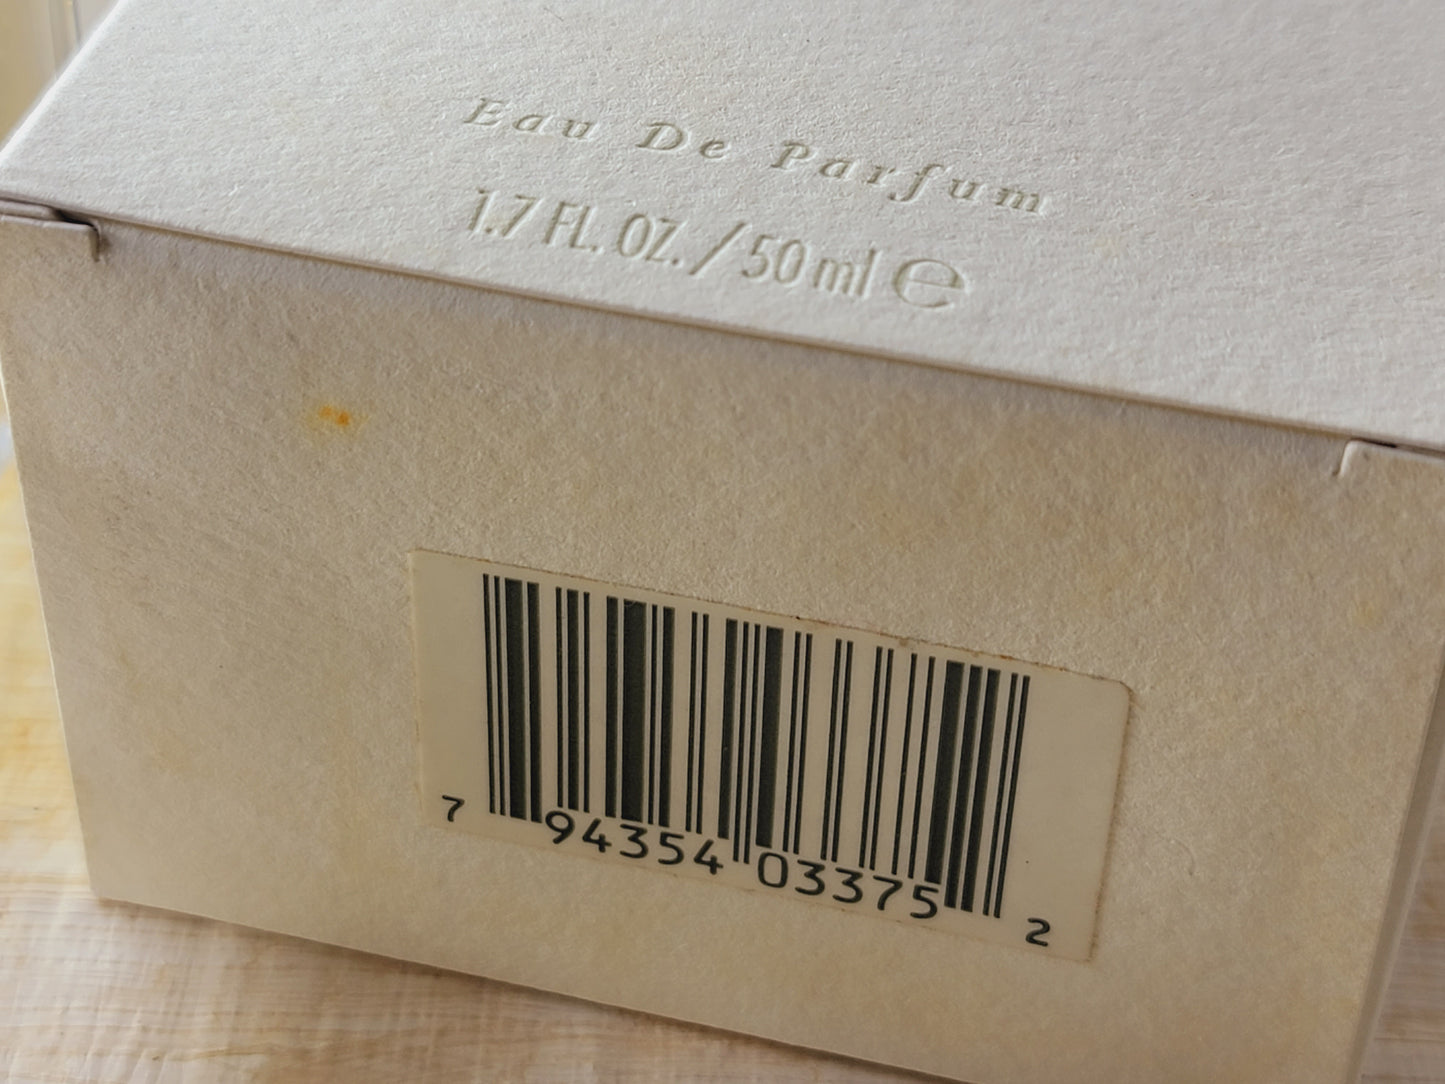 Eau De Parfum
1.7 FL. OZ. / 50 ml ℮
7 94354 03375 2